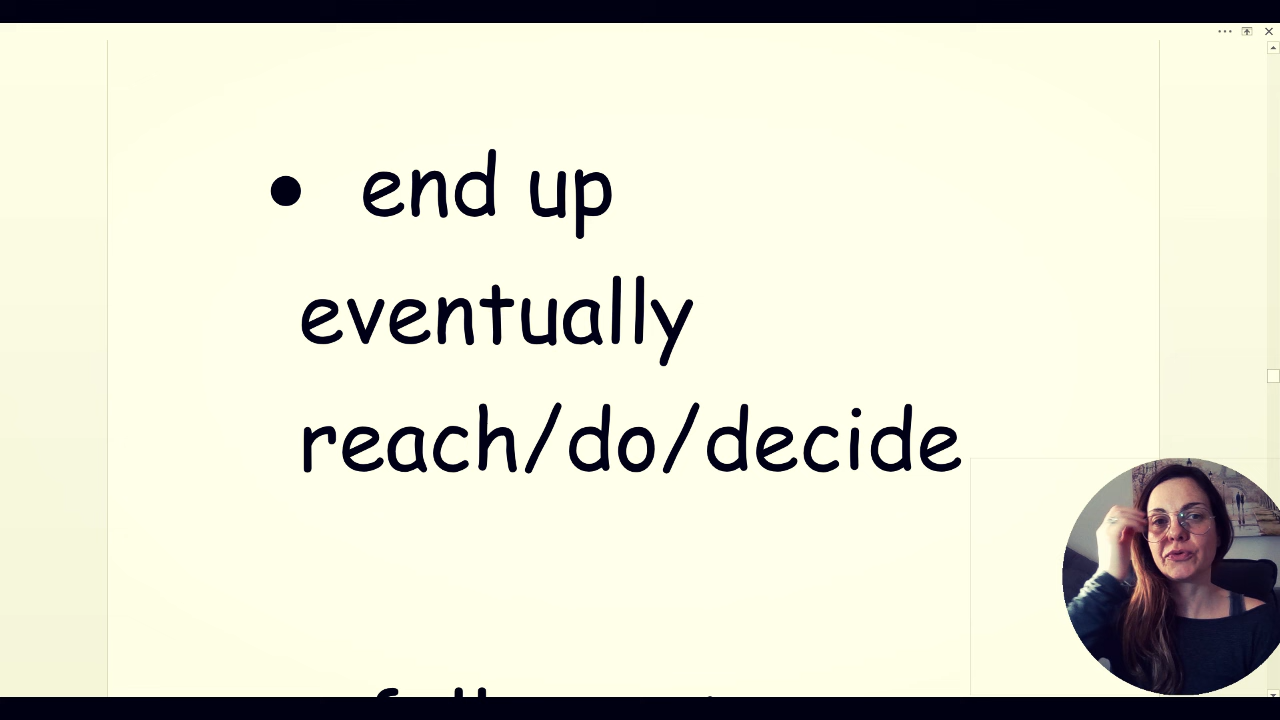 • end up
eventually
reach/do/decide